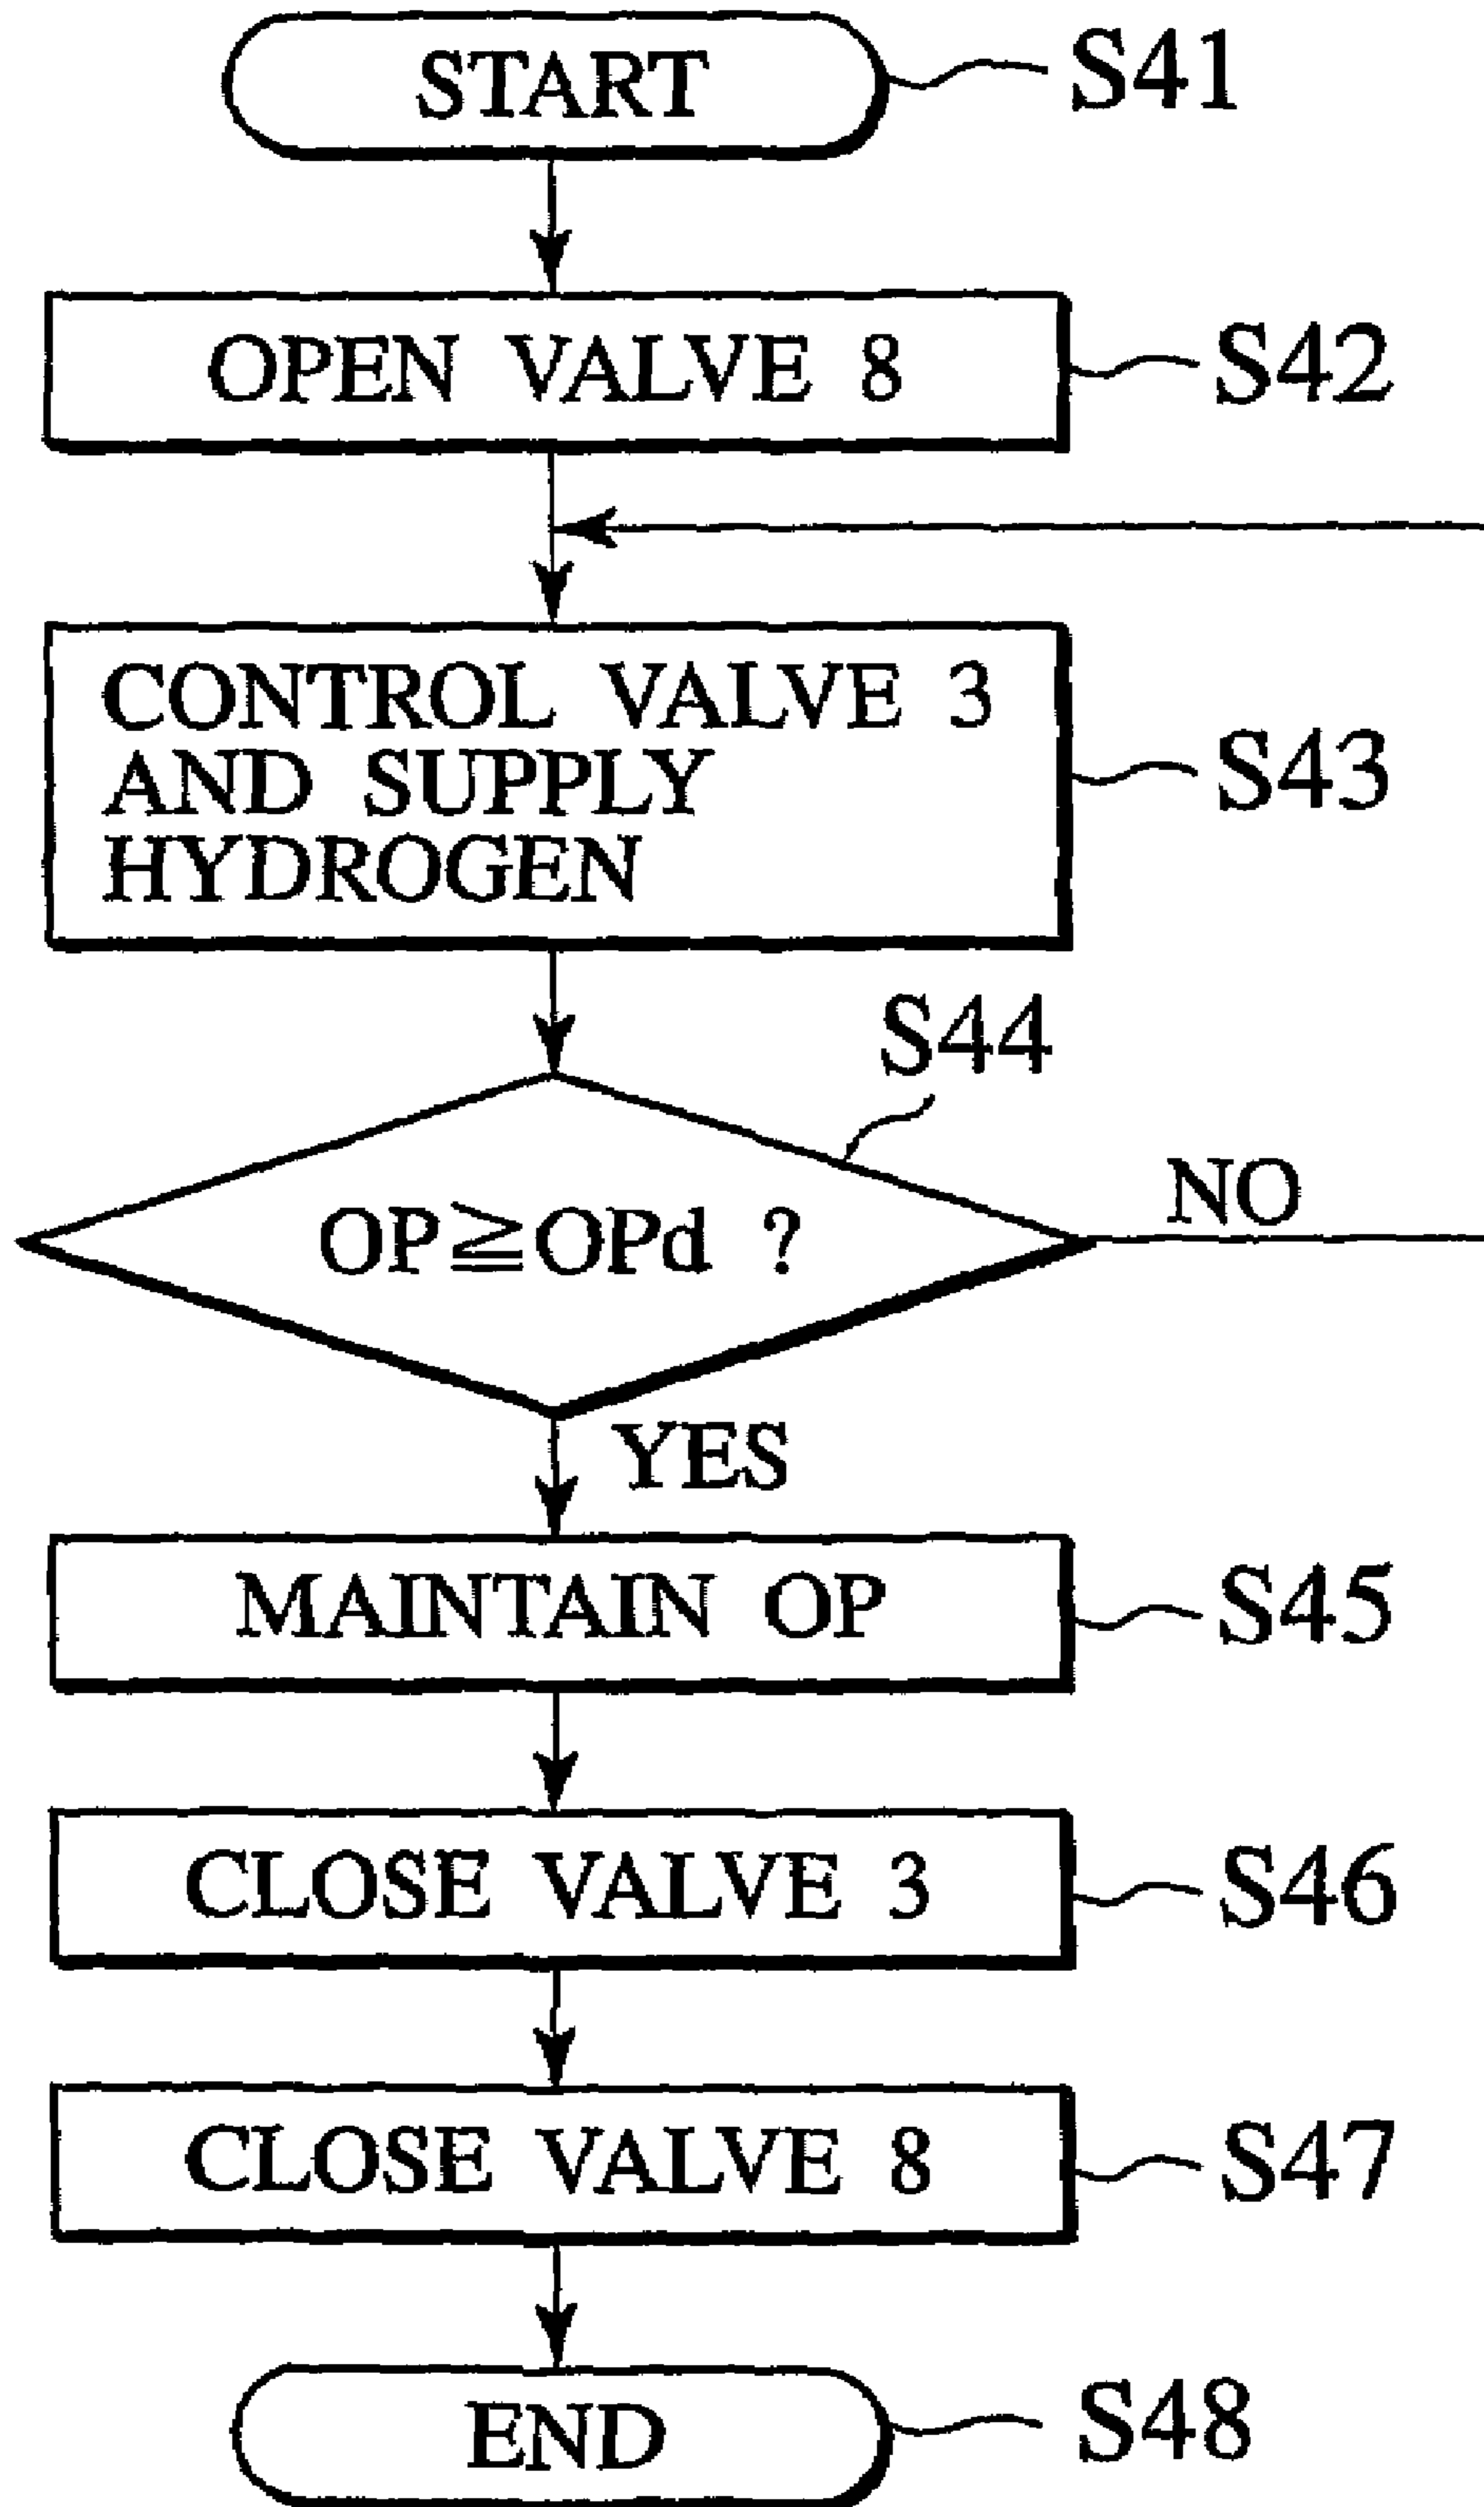 START
S41
OPEN VALVE 8
S42
CONTROL VALVE 3
AND SUPPLY
HYDROGEN
S43
S44
OP≧OPd ?
NO
YES
MAINTAIN OP
S45
CLOSE VALVE 3
S46
CLOSE VALVE 8
S47
END
S48